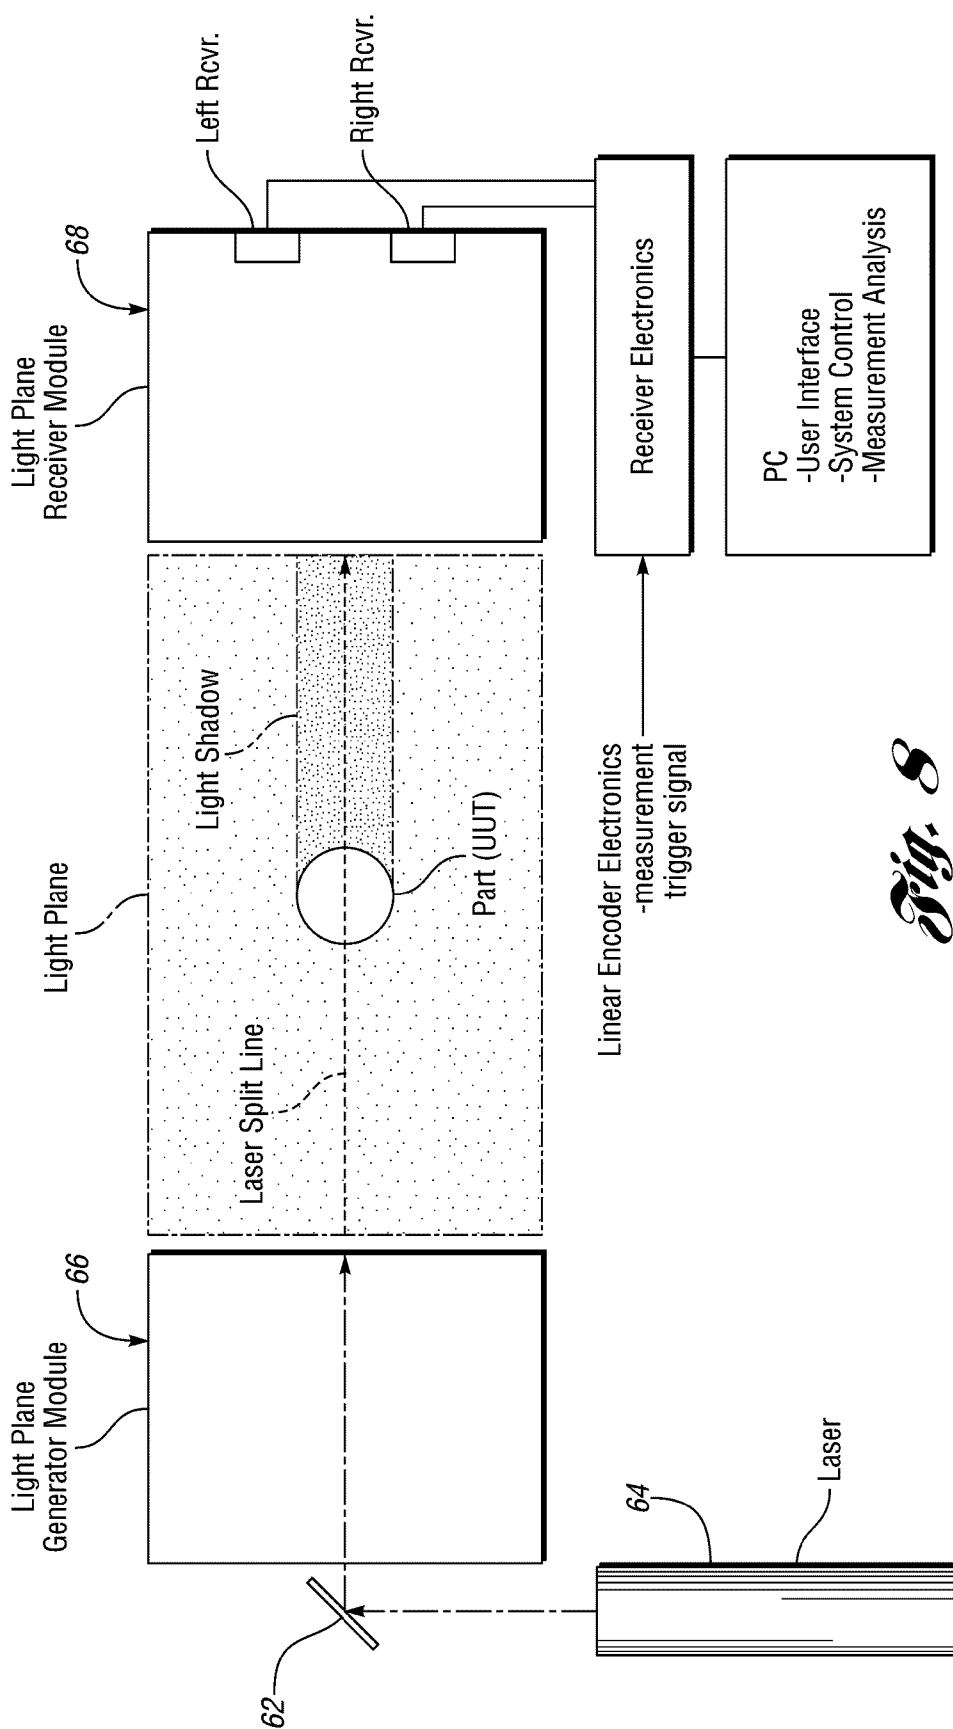 Light Plane
Generator Module
66
Light Plane
Light Plane
Receiver Module
68
62
Laser Split Line
Light Shadow
Part (UUT)
Left Rcvr.
Right Rcvr.
64
Laser
Linear Encoder Electronics
-measurement
trigger signal
Receiver Electronics
PC
-User Interface
-System Control
-Measurement Analysis
Fig. 8